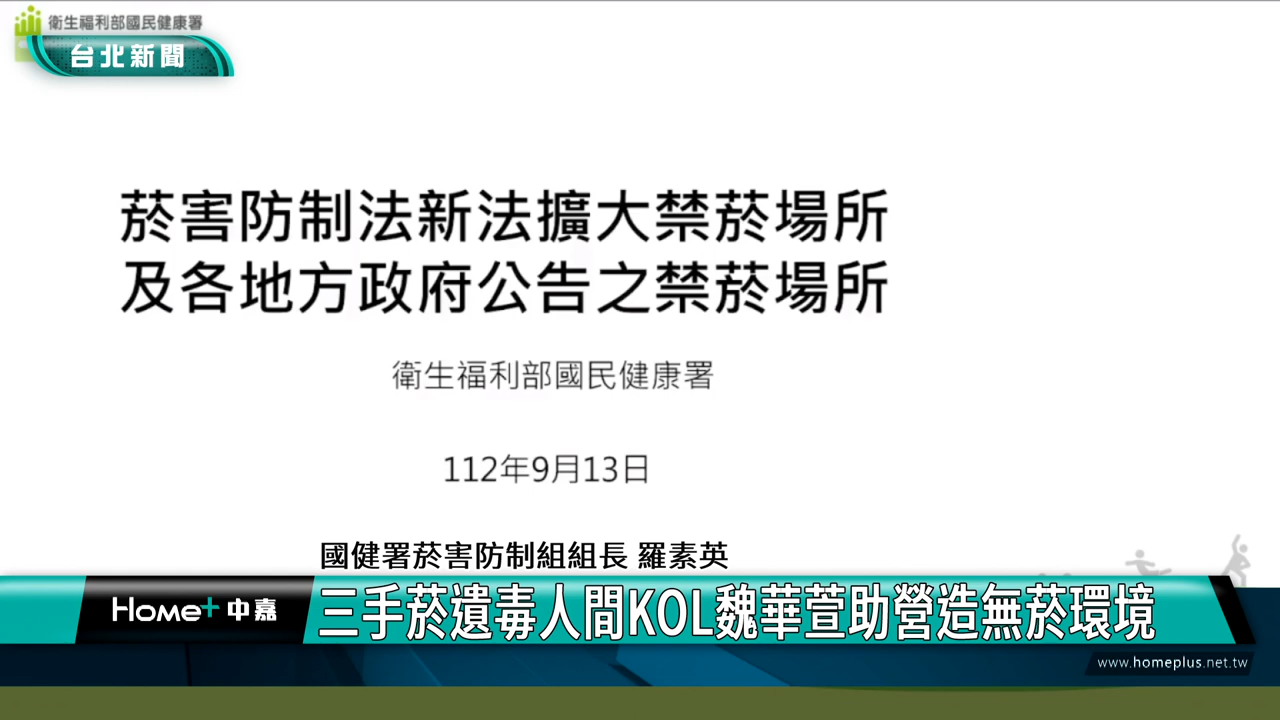 衛生福利部國民健康署
台北新聞
菸害防制法新法擴大禁菸場所
及各地方政府公告之禁菸場所
衛生福利部國民健康署
112年9月13日
國健署菸害防制組組長 羅素英
Home+中嘉
三手菸遺毒人間KOL魏華萱助營造無菸環境
www.homeplus.net.tw